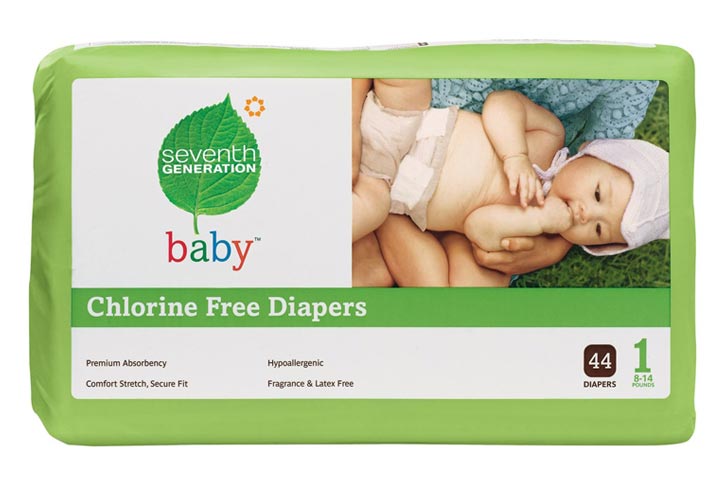 seventh
GENERATION
baby™
Chlorine Free Diapers
Premium Absorbency
Hypoallergenic
Comfort Stretch, Secure Fit
Fragrance & Latex Free
44
DIAPERS
1
8-14
POUNDS